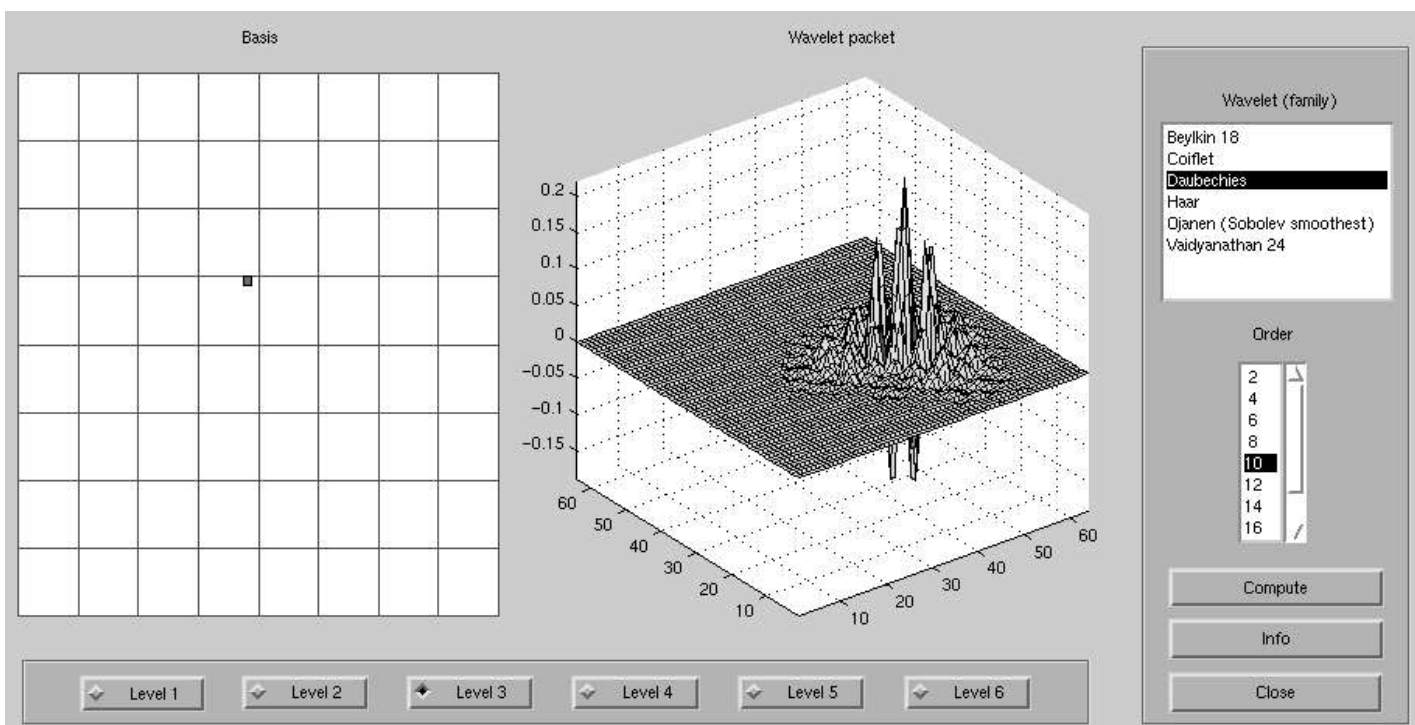 Basis
Wavelet packet
0.2
0.15
0.1
0.05
0
−0.05
−0.1
−0.15
60
50
40
30
20
10
10
20
30
40
50
60
Wavelet (family)
Beylkin 18
Coiflet
Daubechies
Haar
Ojanen (Sobolev smoothest)
Vaidyanathan 24
Order
2
4
6
8
10
12
14
16
Compute
Info
Close
Level 1
Level 2
Level 3
Level 4
Level 5
Level 6